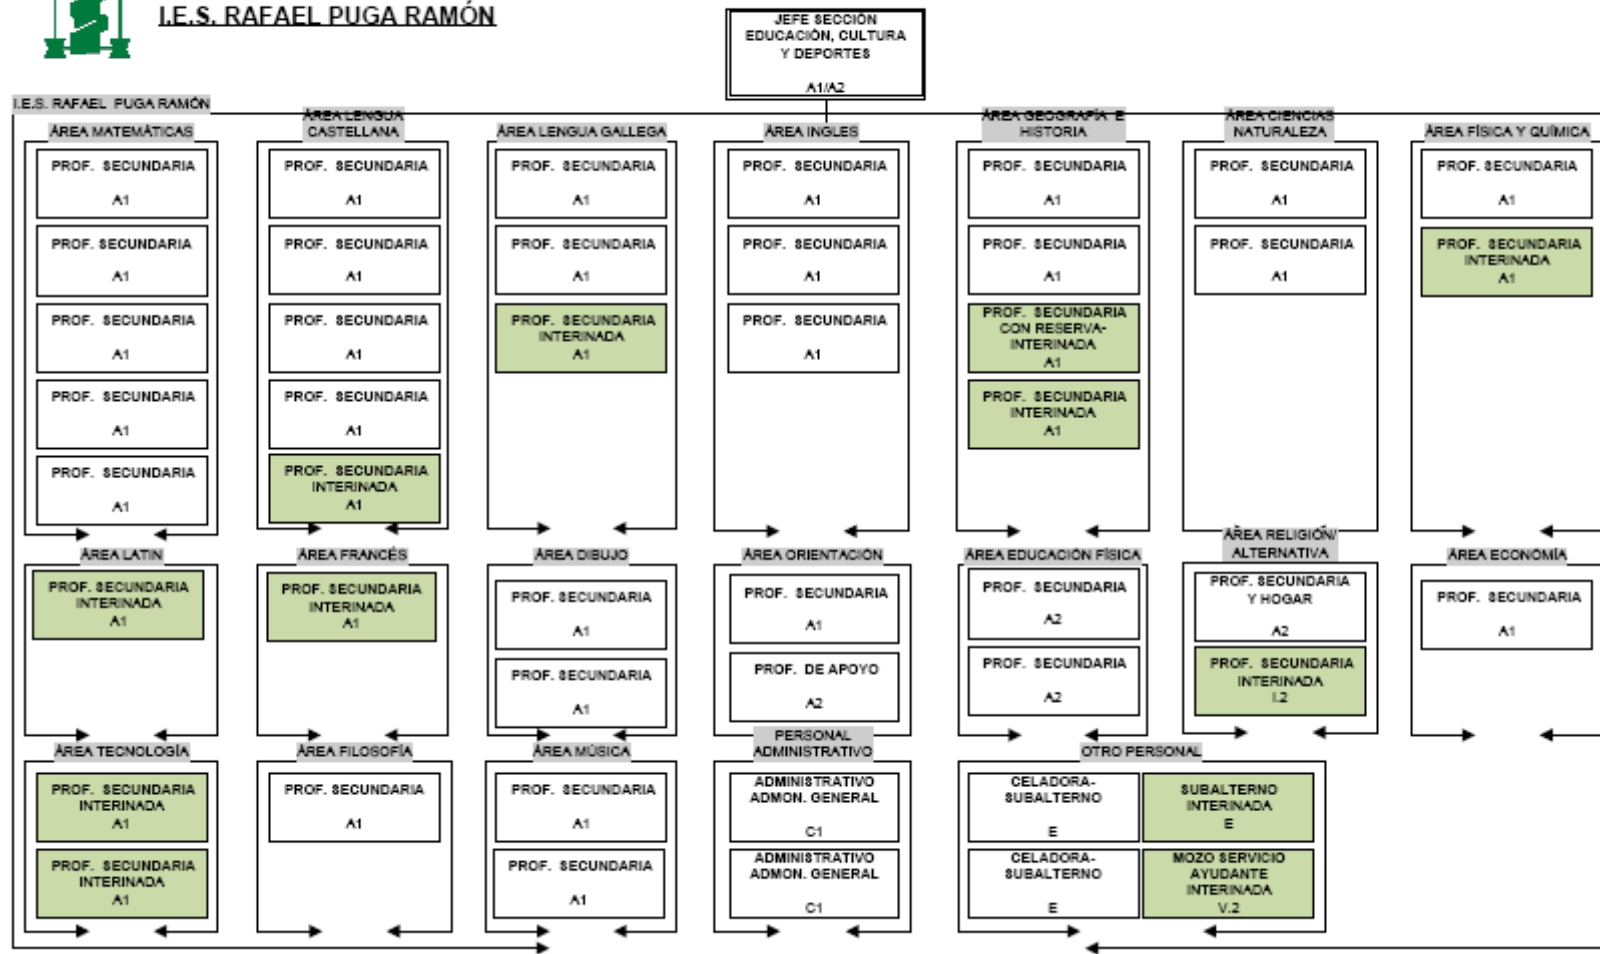 I.E.S. RAFAEL PUGA RAMÓN
JEFE SECCIÓN
EDUCACIÓN, CULTURA
Y DEPORTES
A1/A2
I.E.S. RAFAEL PUGA RAMÓN
ÁREA MATEMÁTICAS
PROF. SECUNDARIA
A1
PROF. SECUNDARIA
A1
PROF. SECUNDARIA
A1
PROF. SECUNDARIA
A1
PROF. SECUNDARIA
A1
ÁREA LENGUA
CASTELLANA
PROF. SECUNDARIA
A1
PROF. SECUNDARIA
A1
PROF. SECUNDARIA
A1
PROF. SECUNDARIA
A1
PROF. SECUNDARIA
INTERINADA
A1
ÁREA LENGUA GALLEGA
PROF. SECUNDARIA
A1
PROF. SECUNDARIA
A1
PROF. SECUNDARIA
INTERINADA
A1
ÁREA INGLES
PROF. SECUNDARIA
A1
PROF. SECUNDARIA
A1
PROF. SECUNDARIA
A1
ÁREA GEOGRAFÍA E
HISTORIA
PROF. SECUNDARIA
A1
PROF. SECUNDARIA
A1
PROF. SECUNDARIA
CON RESERVA-
INTERINADA
A1
PROF. SECUNDARIA
INTERINADA
A1
ÁREA CIENCIAS
NATURALEZA
PROF. SECUNDARIA
A1
PROF. SECUNDARIA
A1
ÁREA FÍSICA Y QUÍMICA
PROF. SECUNDARIA
A1
PROF. SECUNDARIA
INTERINADA
A1
ÁREA LATIN
PROF. SECUNDARIA
INTERINADA
A1
ÁREA FRANCÉS
PROF. SECUNDARIA
INTERINADA
A1
ÁREA DIBUJO
PROF. SECUNDARIA
A1
PROF. SECUNDARIA
A1
ÁREA ORIENTACIÓN
PROF. SECUNDARIA
A1
PROF. DE APOYO
A2
ÁREA EDUCACIÓN FÍSICA
PROF. SECUNDARIA
A2
PROF. SECUNDARIA
A2
ÁREA RELIGIÓN/
ALTERNATIVA
PROF. SECUNDARIA
Y HOGAR
A2
PROF. SECUNDARIA
INTERINADA
I.2
ÁREA ECONOMÍA
PROF. SECUNDARIA
A1
ÁREA TECNOLOGÍA
PROF. SECUNDARIA
INTERINADA
A1
PROF. SECUNDARIA
INTERINADA
A1
ÁREA FILOSOFÍA
PROF. SECUNDARIA
A1
ÁREA MÚSICA
PROF. SECUNDARIA
A1
PROF. SECUNDARIA
A1
PERSONAL
ADMINISTRATIVO
ADMINISTRATIVO
ADMON. GENERAL
C1
ADMINISTRATIVO
ADMON. GENERAL
C1
OTRO PERSONAL
CELADORA-
SUBALTERNO
E
SUBALTERNO
INTERINADA
E
CELADORA-
SUBALTERNO
E
MOZO SERVICIO
AYUDANTE
INTERINADA
V.2